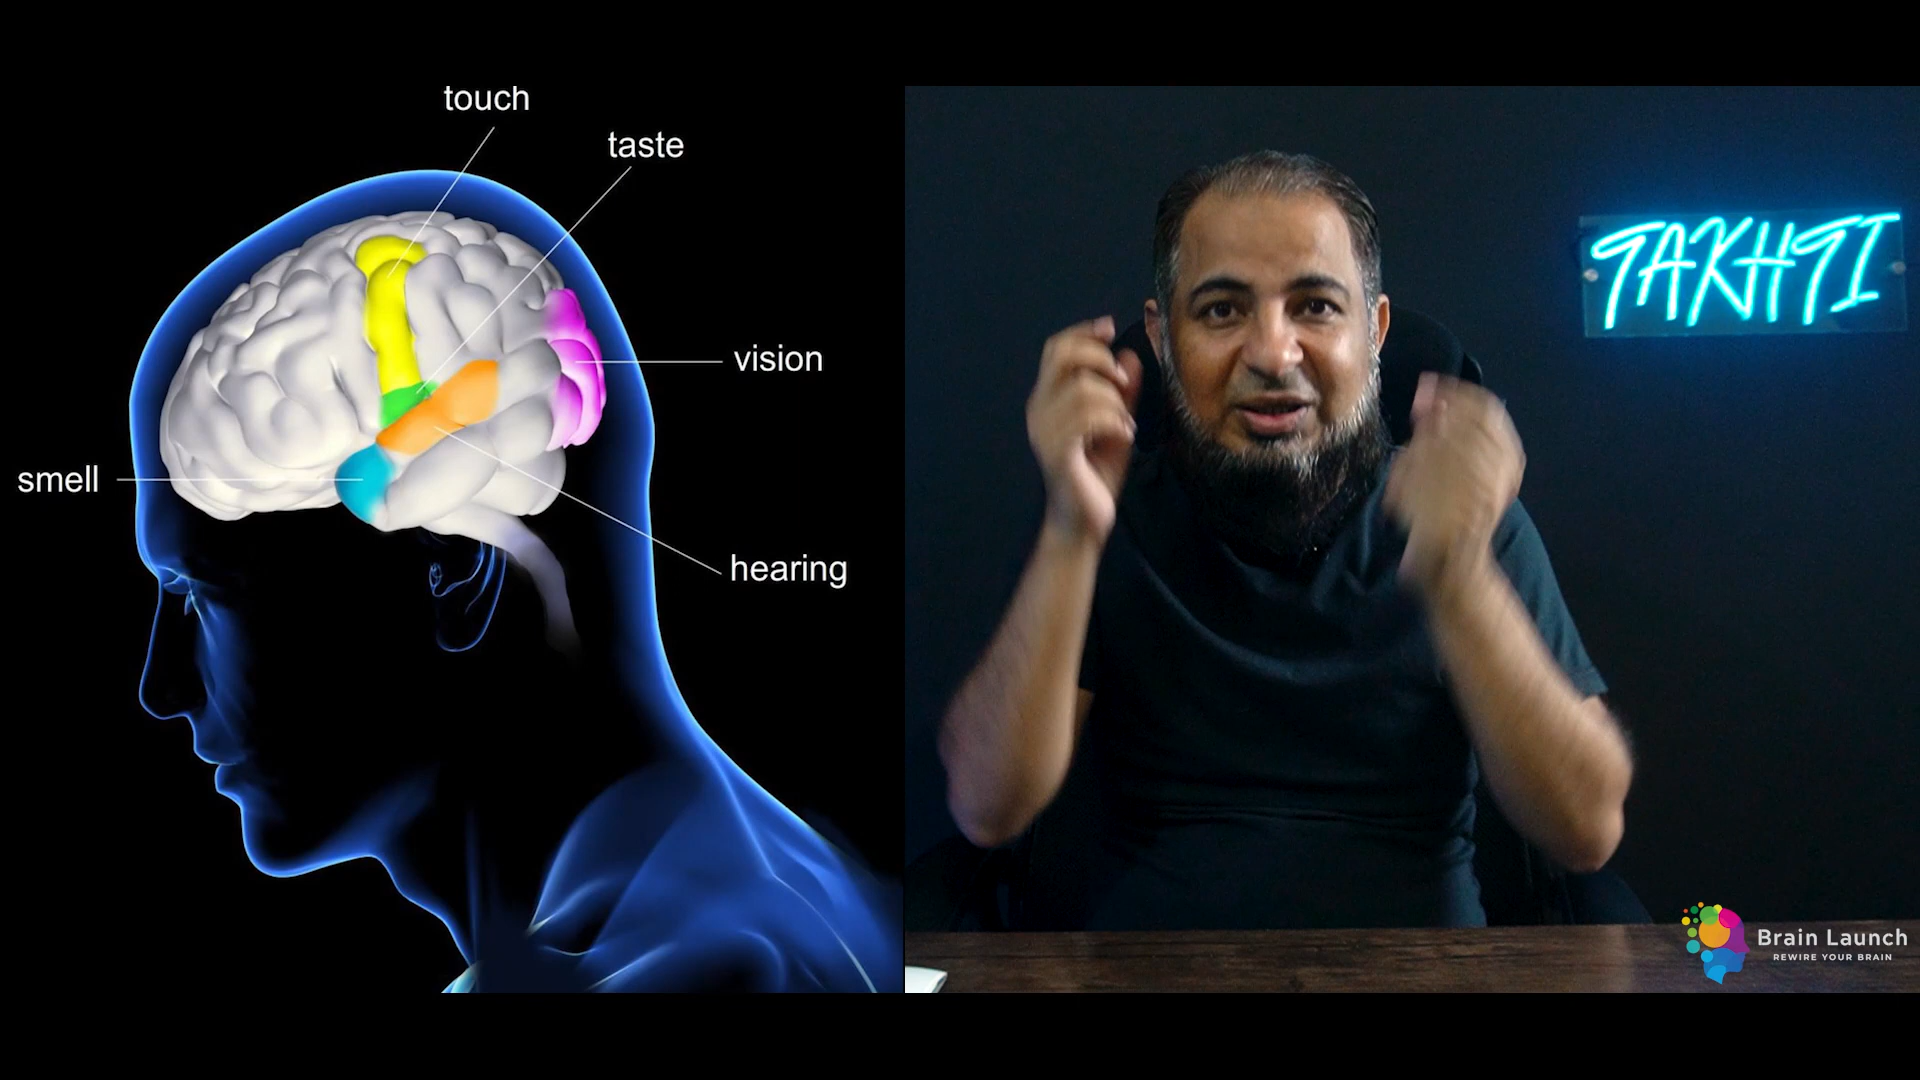 touch
taste
vision
smell
hearing
TAKHTI
Brain Launch
REWIRE YOUR BRAIN